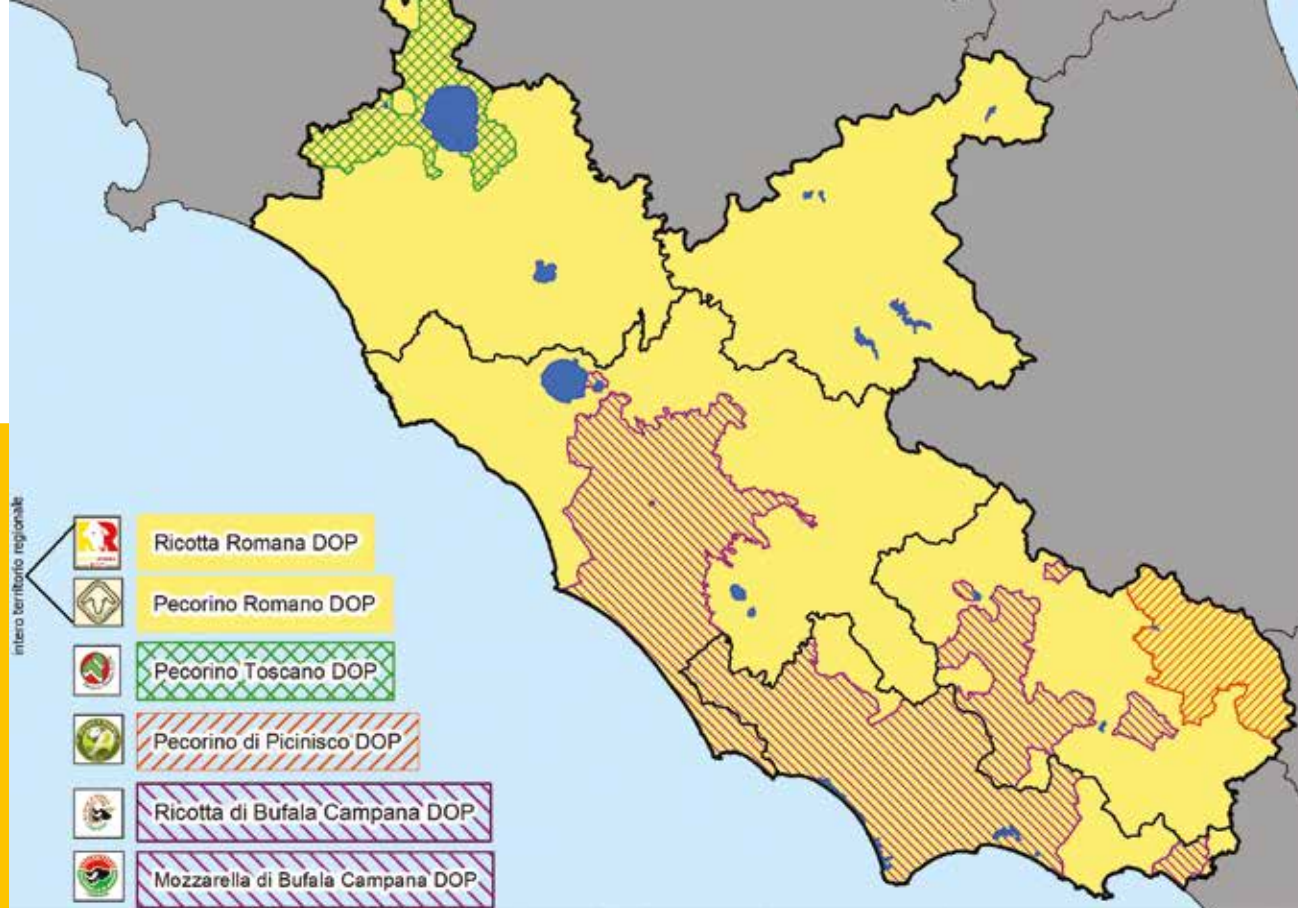 intero territorio regionale
Ricotta Romana DOP
Pecorino Romano DOP
Pecorino Toscano DOP
Pecorino di Picinisco DOP
Ricotta di Bufala Campana DOP
Mozzarella di Bufala Campana DOP